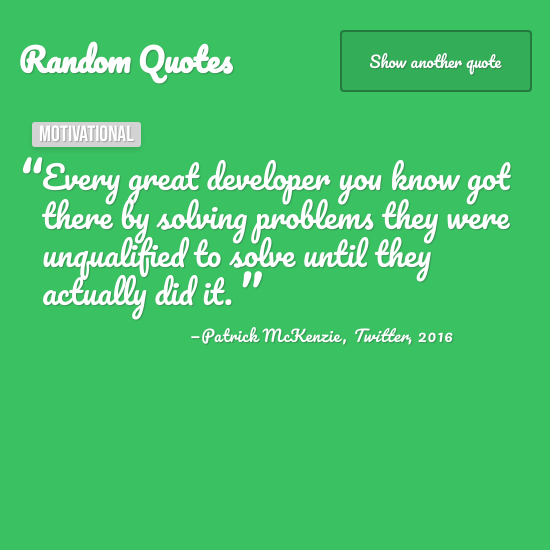 Random Quotes
Show another quote
MOTIVATIONAL
“Every great developer you know got
there by solving problems they were
unqualified to solve until they
actually did it. ”
–Patrick McKenzie, Twitter, 2016